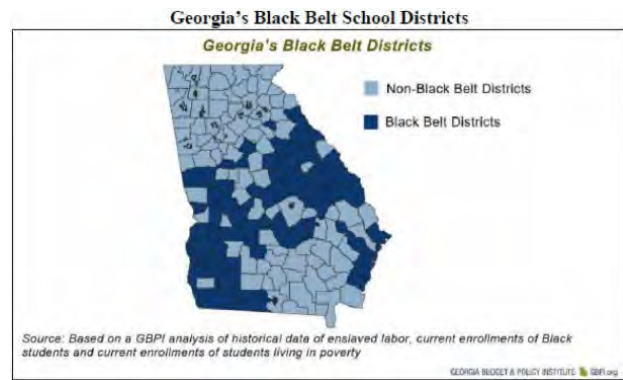 Georgia's Black Belt School Districts
Georgia's Black Belt Districts
Non-Black Belt Districts
Black Belt Districts
Source: Based on a GBPI analysis of historical data of enslaved labor, current enrollments of Black
students and current enrollments of students living in poverty
GEORGIA BUDGET & POLICY INSTITUTE GBPI.org